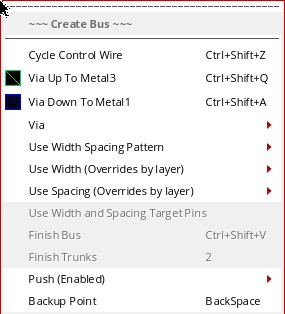 ~~~ Create Bus ~~~
Cycle Control Wire Ctrl+Shift+Z
Via Up To Metal3 Ctrl+Shift+Q
Via Down To Metal1 Ctrl+Shift+A
Via
Use Width Spacing Pattern
Use Width (Overrides by layer)
Use Spacing (Overrides by layer)
Use Width and Spacing Target Pins
Finish Bus Ctrl+Shift+V
Finish Trunks 2
Push (Enabled)
Backup Point BackSpace